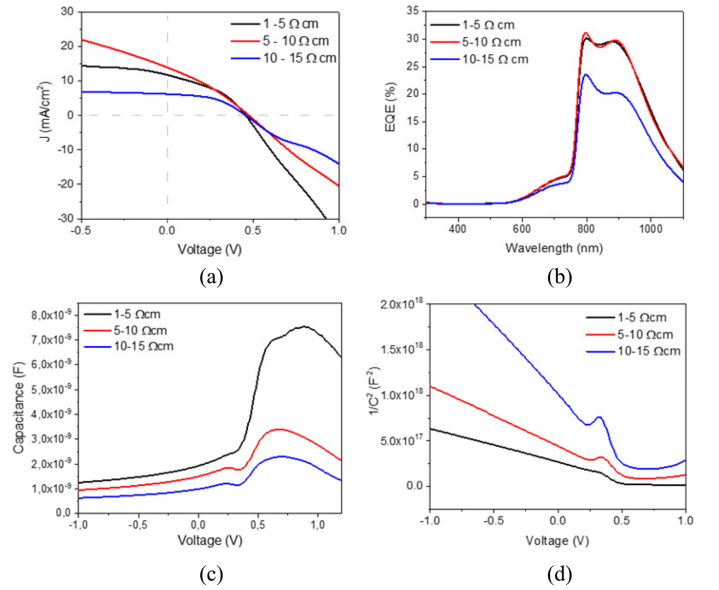 30
20
10
0
-10
-20
-30
-0.5
0.0
0.5
1.0
J (mA/cm²)
Voltage (V)
1 -5 Ω cm
5 - 10 Ω cm
10 - 15 Ω cm
(a)
35
30
25
20
15
10
5
0
400
600
800
1000
EQE (%)
Wavelength (nm)
1-5 Ω cm
5-10 Ω cm
10-15 Ω cm
(b)
8,0x10⁻⁹
7,0x10⁻⁹
6,0x10⁻⁹
5,0x10⁻⁹
4,0x10⁻⁹
3,0x10⁻⁹
2,0x10⁻⁹
1,0x10⁻⁹
0,0
-1,0
-0,5
0,0
0,5
1,0
Capacitance (F)
Voltage (V)
1-5 Ωcm
5-10 Ωcm
10-15 Ωcm
(c)
2.0x10¹⁸
1.5x10¹⁸
1.0x10¹⁸
5.0x10¹⁷
0.0
-1.0
-0.5
0.0
0.5
1.0
1/C² (F⁻²)
Voltage (V)
1-5 Ωcm
5-10 Ωcm
10-15 Ωcm
(d)